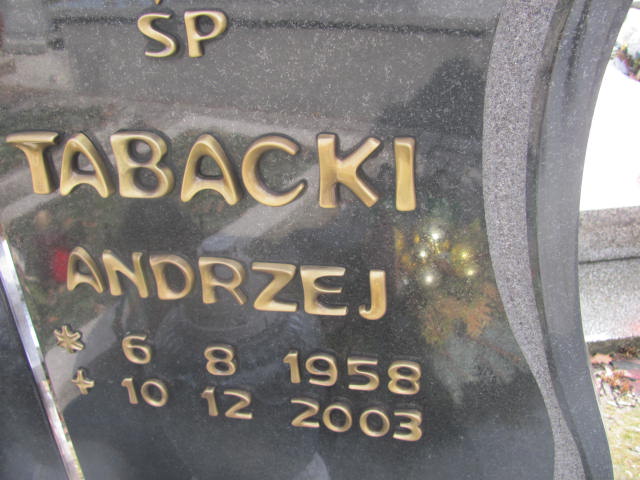 ŚP
TABACKI
ANDRZEJ
* 6 8 1958
+ 10 12 2003